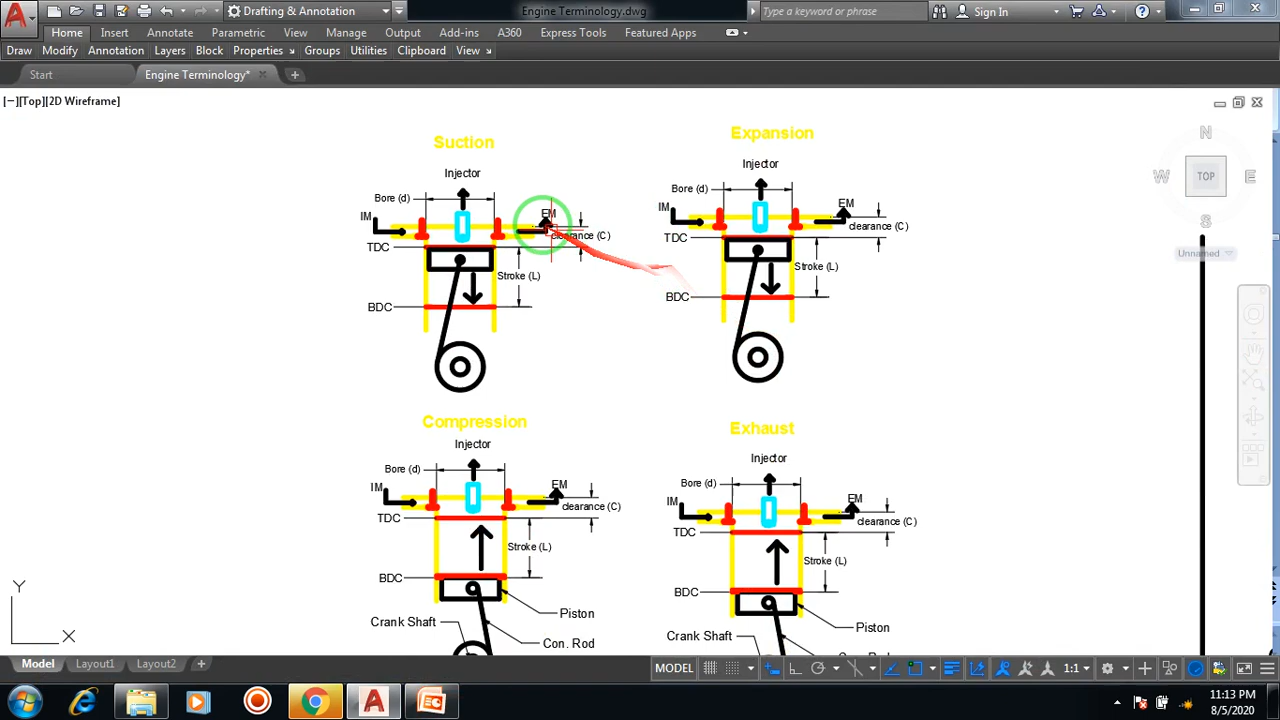 Drafting & Annotation
Engine Terminology.dwg
Type a keyword or phrase
Sign In
Home Insert Annotate Parametric View Manage Output Add-ins A360 Express Tools Featured Apps
Draw Modify Annotation Layers Block Properties Groups Utilities Clipboard View
Start Engine Terminology*
[−][Top][2D Wireframe]
N
W TOP E
S
Unnamed
Suction
Injector
Bore (d)
IM
EM
clearance (C)
TDC
Stroke (L)
BDC
Expansion
Injector
Bore (d)
IM
EM
clearance (C)
TDC
Stroke (L)
BDC
Compression
Injector
Bore (d)
IM
EM
clearance (C)
TDC
Stroke (L)
BDC
Piston
Crank Shaft
Con. Rod
Exhaust
Injector
Bore (d)
IM
EM
clearance (C)
TDC
Stroke (L)
BDC
Piston
Crank Shaft
Y
X
Model Layout1 Layout2
MODEL
1:1
11:13 PM
8/5/2020